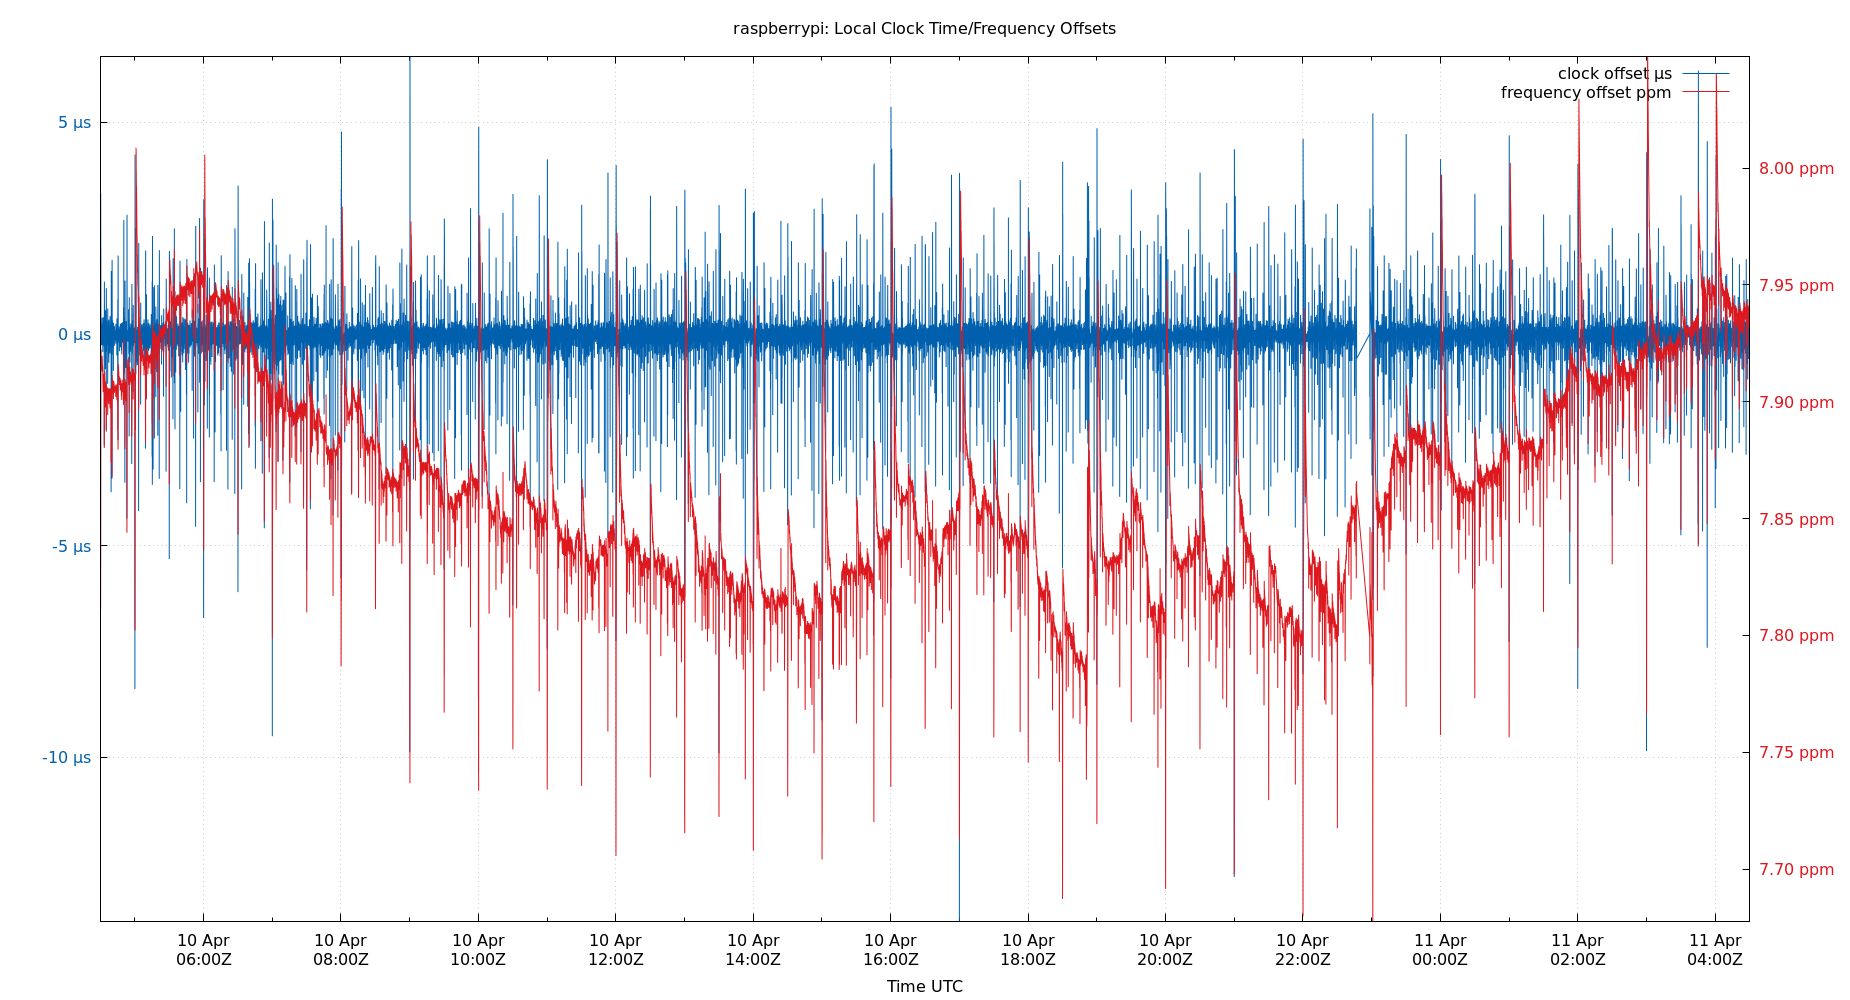 raspberrypi: Local Clock Time/Frequency Offsets
clock offset µs
frequency offset ppm
5 µs
0 µs
-5 µs
-10 µs
8.00 ppm
7.95 ppm
7.90 ppm
7.85 ppm
7.80 ppm
7.75 ppm
7.70 ppm
10 Apr 10 Apr 10 Apr 10 Apr 10 Apr 10 Apr 10 Apr 10 Apr 10 Apr 11 Apr 11 Apr 11 Apr
06:00Z 08:00Z 10:00Z 12:00Z 14:00Z 16:00Z 18:00Z 20:00Z 22:00Z 00:00Z 02:00Z 04:00Z
Time UTC